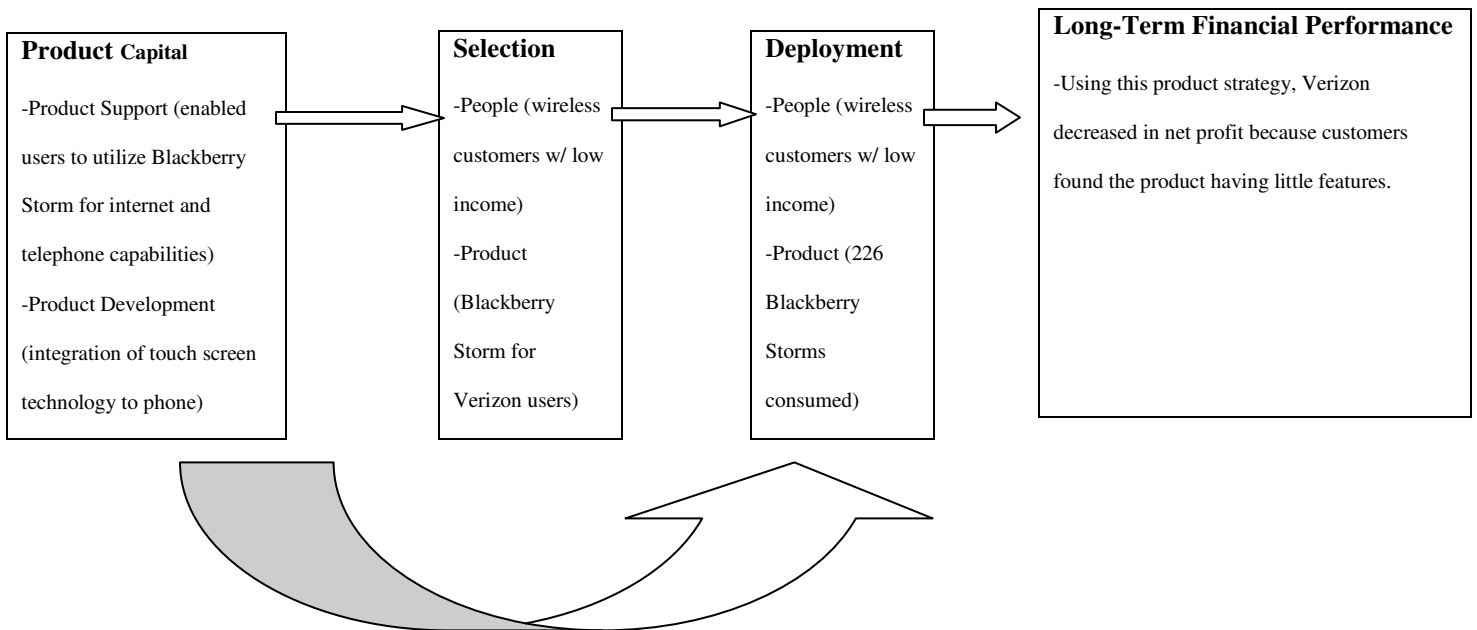 Product Capital
-Product Support (enabled
users to utilize Blackberry
Storm for internet and
telephone capabilities)
-Product Development
(integration of touch screen
technology to phone)
Selection
-People (wireless
customers w/ low
income)
-Product
(Blackberry
Storm for
Verizon users)
Deployment
-People (wireless
customers w/ low
income)
-Product (226
Blackberry
Storms
consumed)
Long-Term Financial Performance
-Using this product strategy, Verizon
decreased in net profit because customers
found the product having little features.